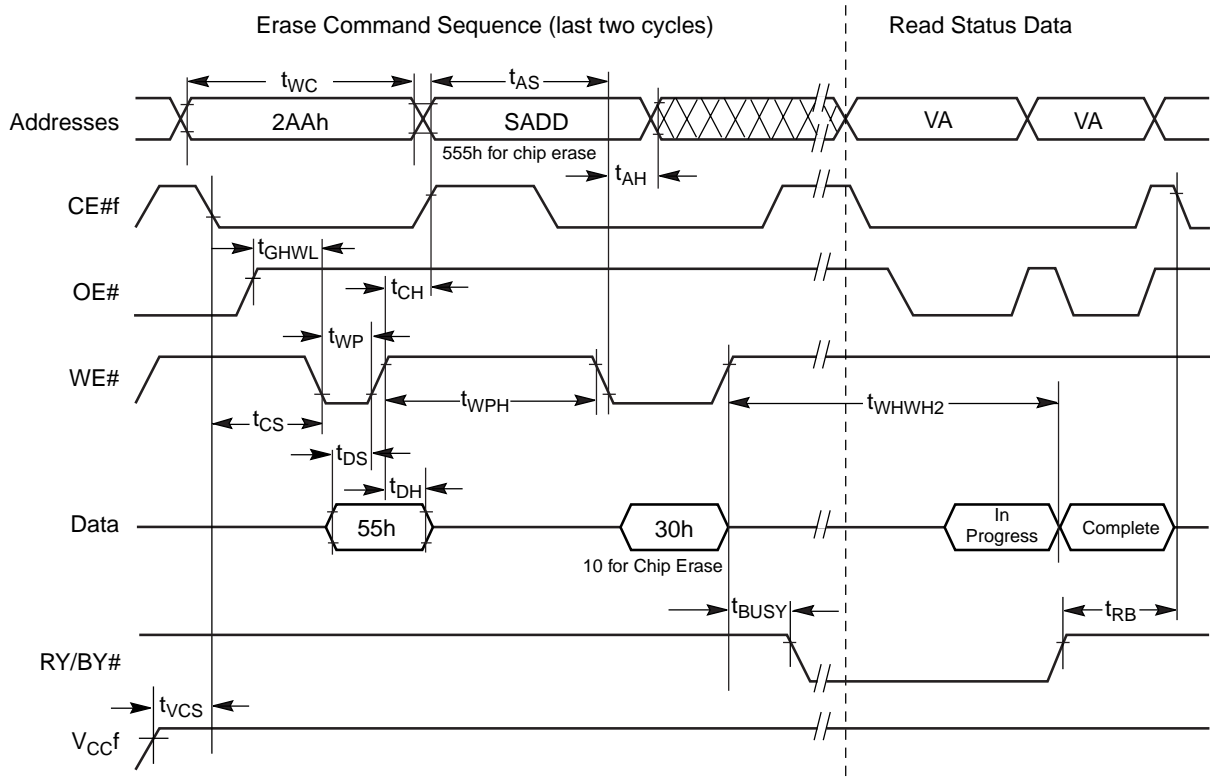 Erase Command Sequence (last two cycles)
Read Status Data
tWC
tAS
Addresses
2AAh
SADD
VA
VA
555h for chip erase
tAH
CE#f
tGHWL
tCH
OE#
tWP
WE#
tWPH
tWHWH2
tCS
tDS
tDH
Data
55h
30h
In
Progress
Complete
10 for Chip Erase
tBUSY
tRB
RY/BY#
tVCS
VCCf